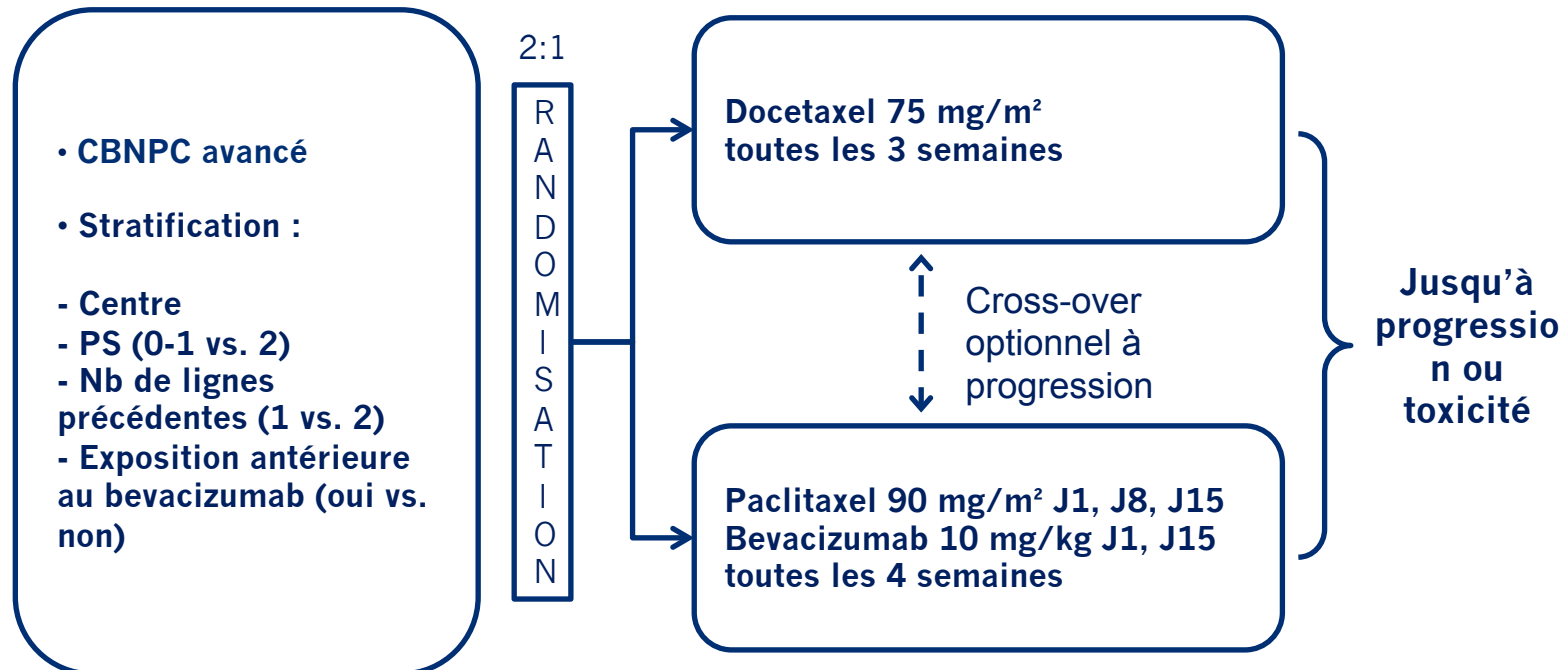 • CBNPC avancé
• Stratification :
- Centre
- PS (0-1 vs. 2)
- Nb de lignes
précédentes (1 vs. 2)
- Exposition antérieure
au bevacizumab (oui vs.
non)
2:1
R
A
N
D
O
M
I
S
A
T
I
O
N
Docetaxel 75 mg/m²
toutes les 3 semaines
Cross-over
optionnel à
progression
Paclitaxel 90 mg/m² J1, J8, J15
Bevacizumab 10 mg/kg J1, J15
toutes les 4 semaines
Jusqu’à
progressio
n ou
toxicité